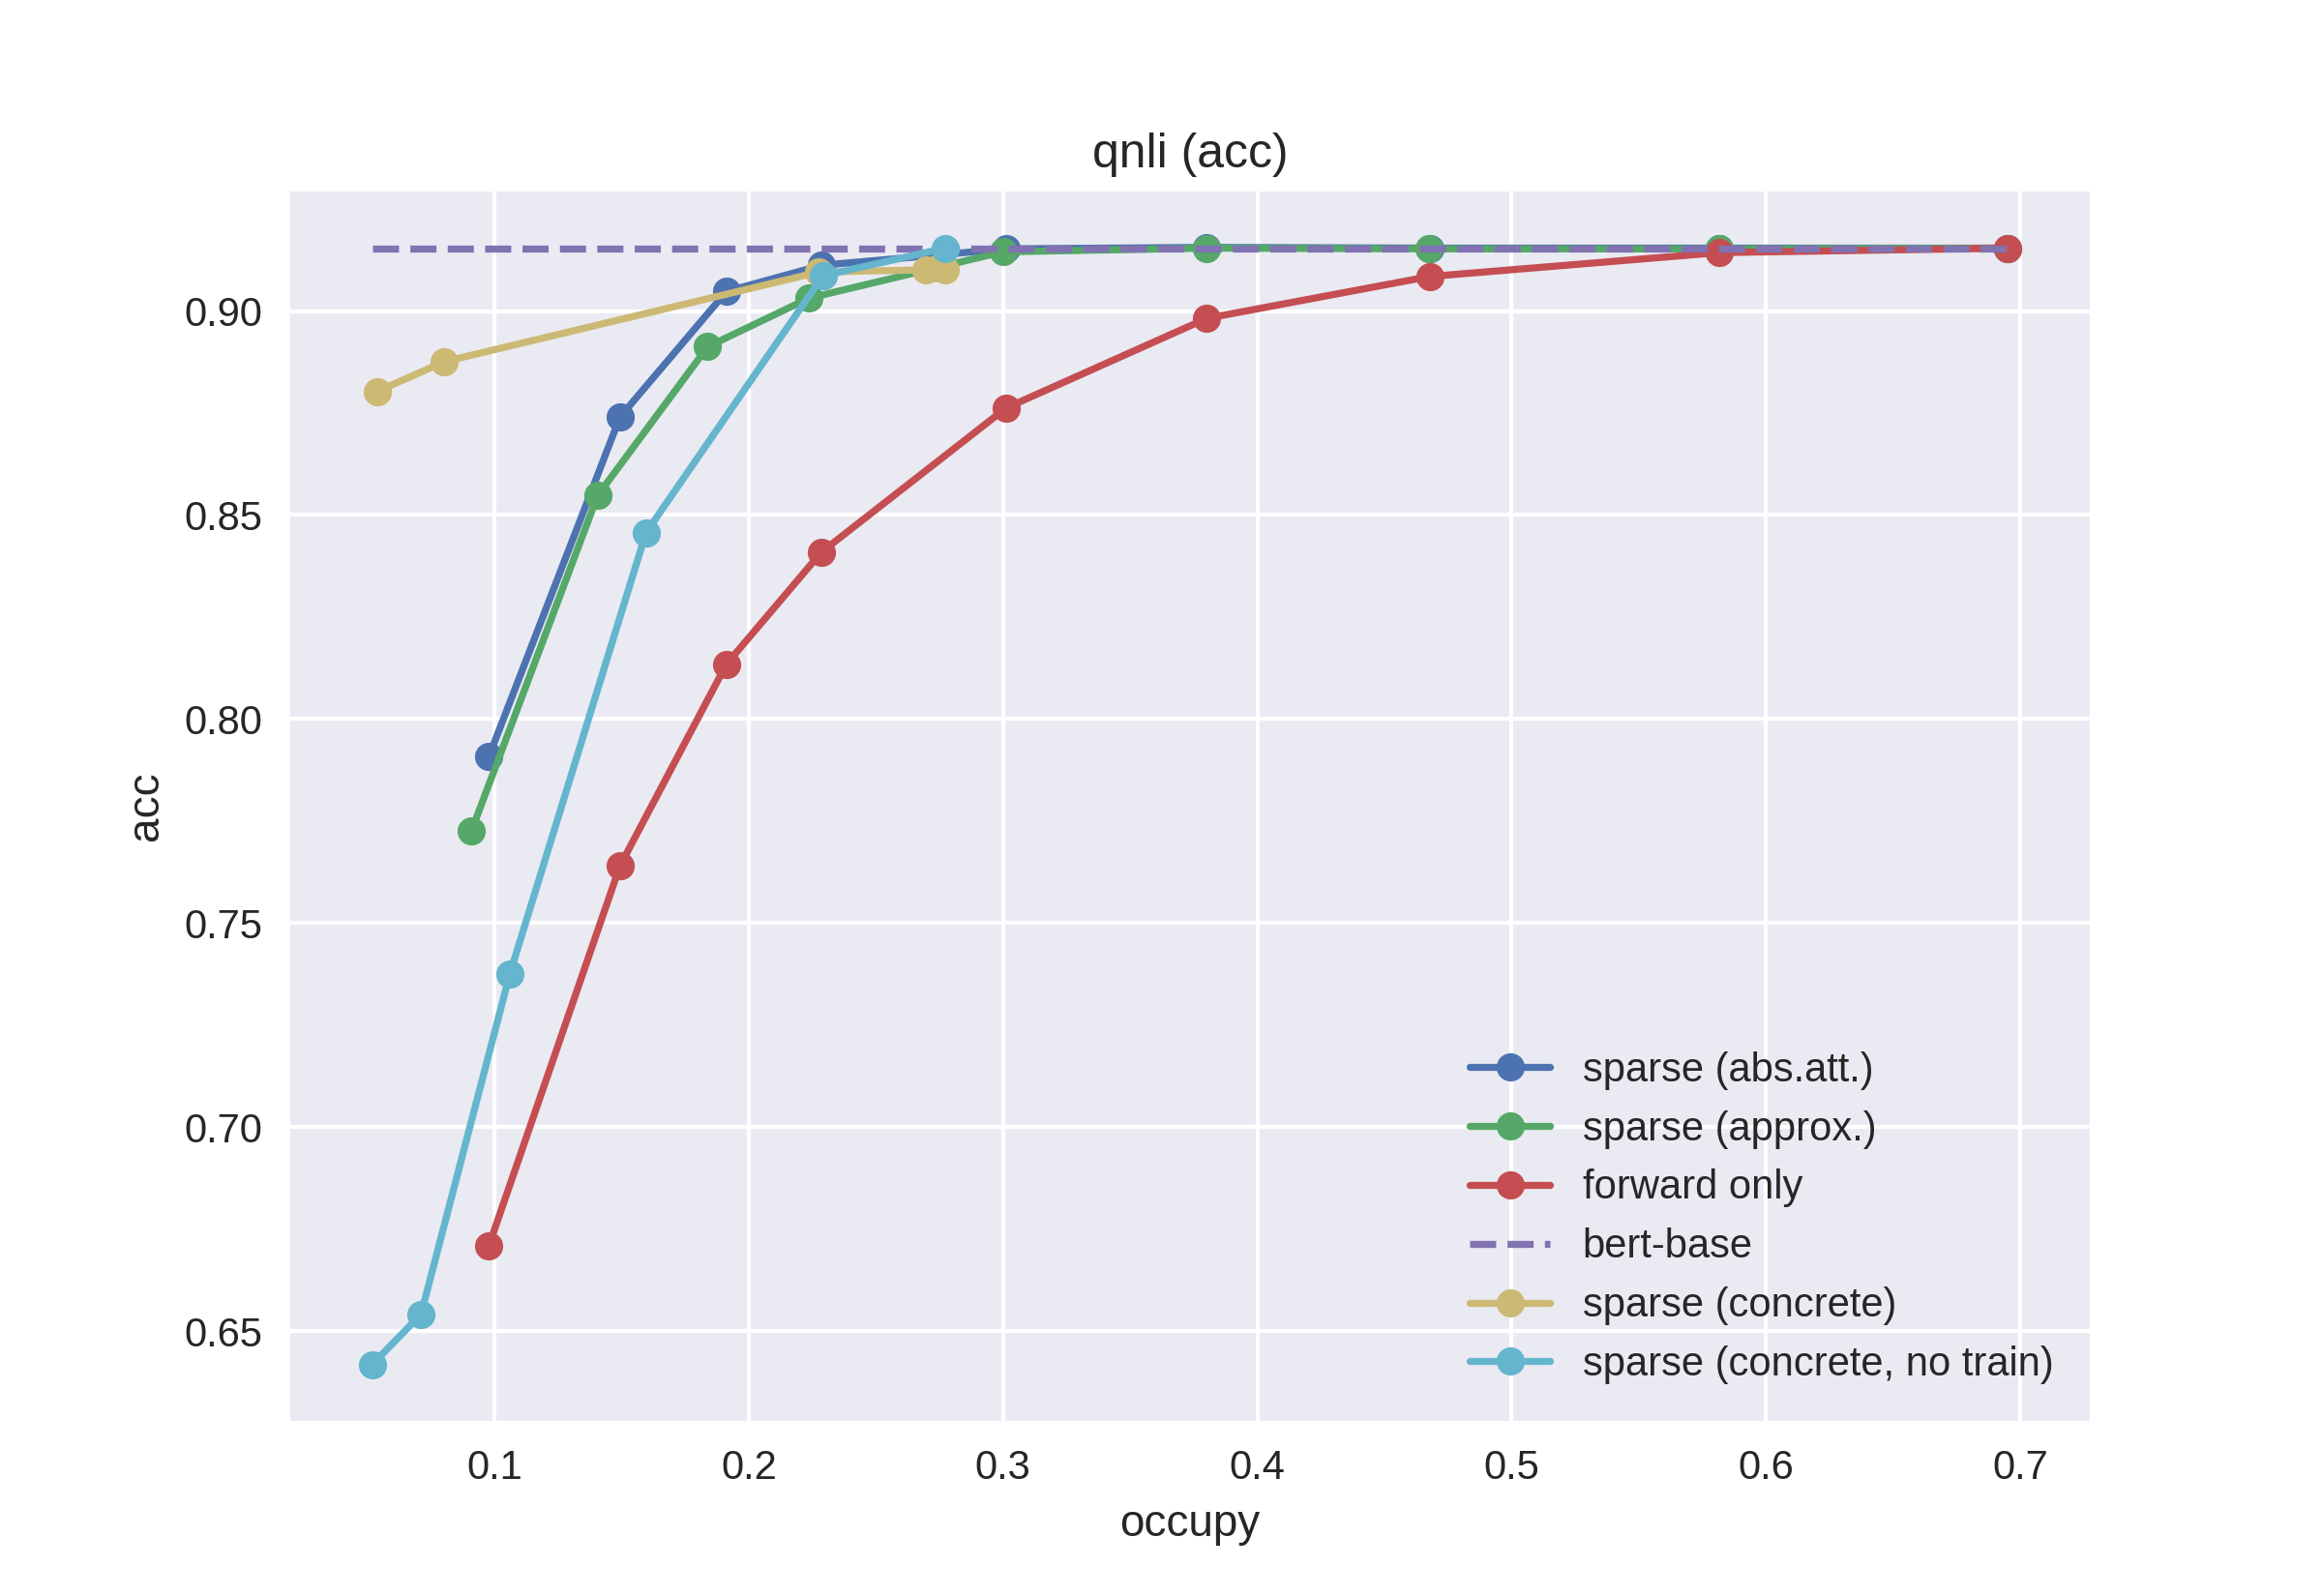 qnli (acc)
0.90
0.85
0.80
0.75
0.70
0.65
acc
0.1 0.2 0.3 0.4 0.5 0.6 0.7
occupy
sparse (abs.att.)
sparse (approx.)
forward only
bert-base
sparse (concrete)
sparse (concrete, no train)